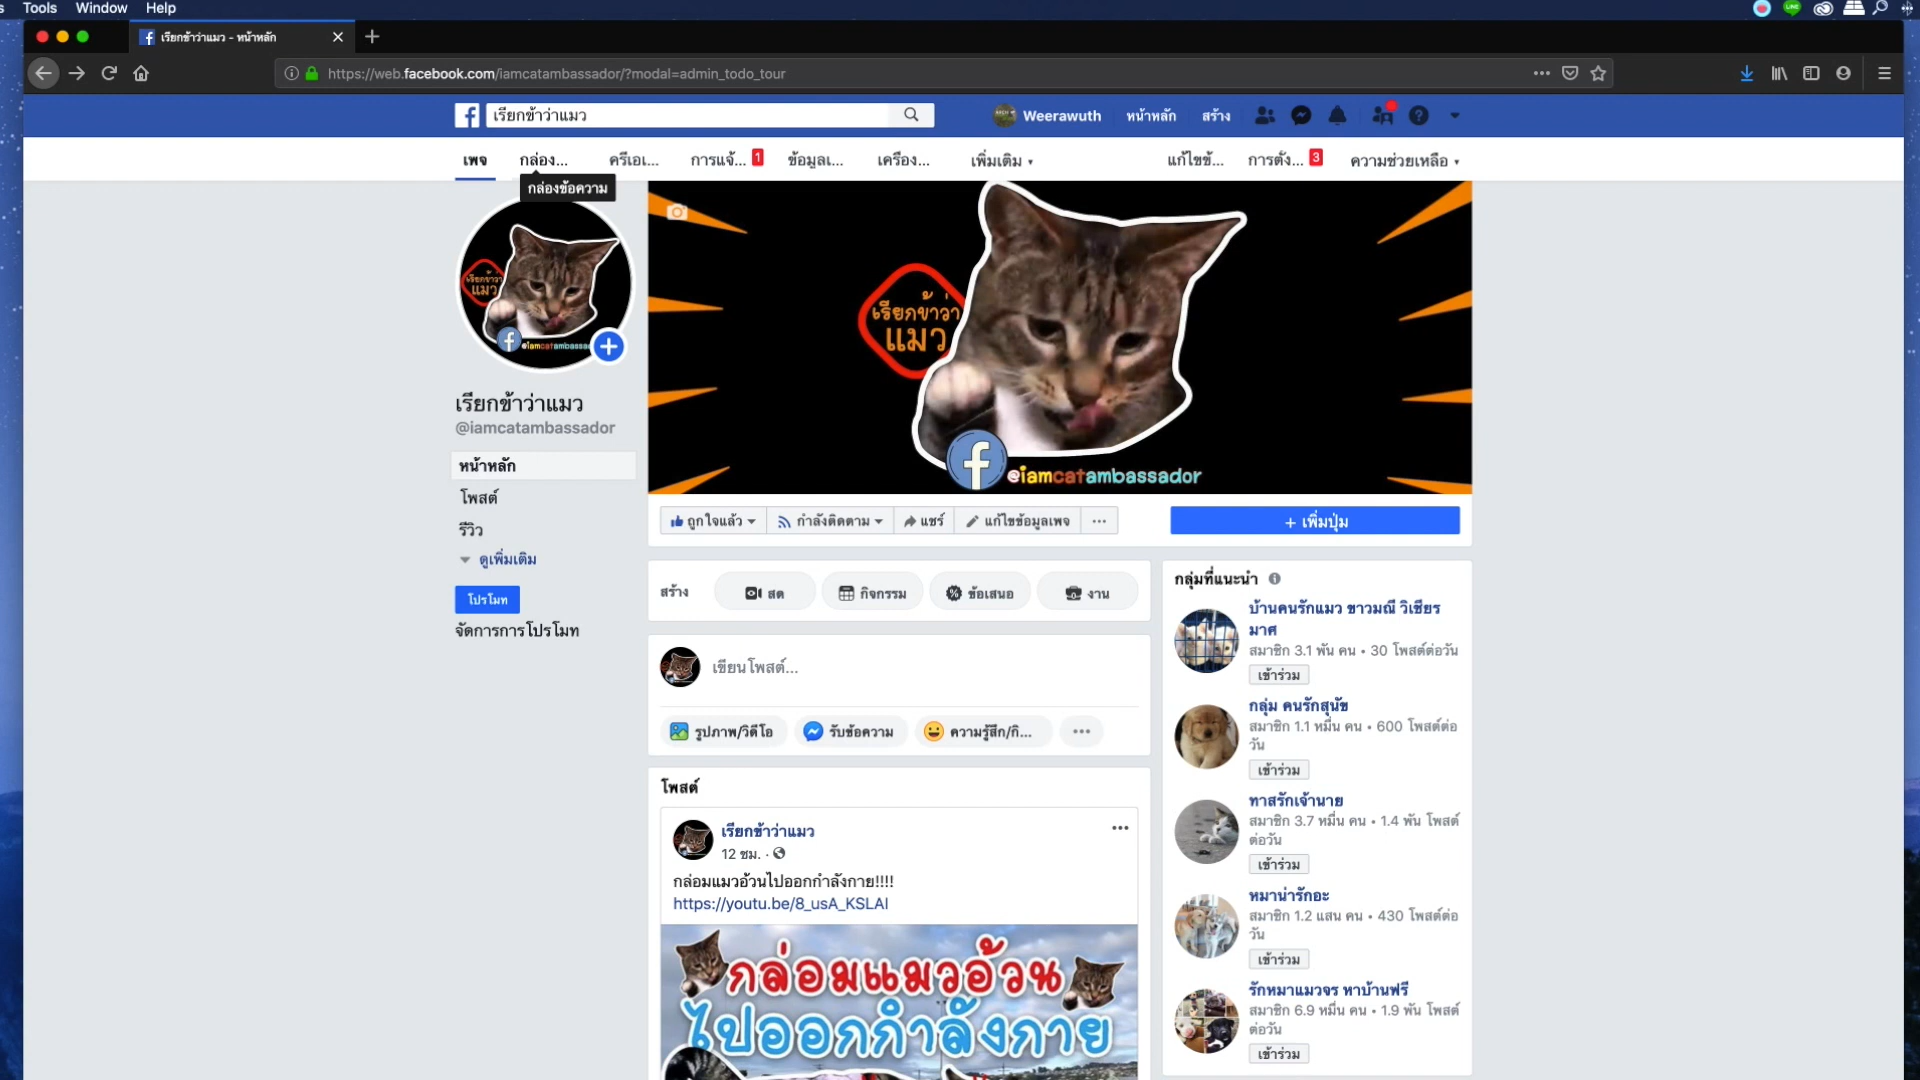 Tools Window Help
เรียกข้าว่าแมว - หน้าหลัก
https://web.facebook.com/iamcatambassador/?modal=admin_todo_tour
เรียกข้าว่าแมว
Weerawuth หน้าหลัก สร้าง
เพจ กล่อง... ครีเอเ... การแจ้... 1 ข้อมูลเ... เครื่อง... เพิ่มเติม แก้ไขข้... การตั้ง... 3 ความช่วยเหลือ
กล่องข้อความ
เรียกข้าว่า
แมว
@iamcatambassador
เรียกข้าว่าแมว
@iamcatambassador
หน้าหลัก
โพสต์
รีวิว
ดูเพิ่มเติม
โปรโมท
จัดการการโปรโมท
เรียกข้าว่า
แมว
@iamcatambassador
ถูกใจแล้ว กำลังติดตาม แชร์ แก้ไขข้อมูลเพจ ...
+ เพิ่มปุ่ม
สร้าง สด กิจกรรม ข้อเสนอ งาน
เขียนโพสต์...
รูปภาพ/วิดีโอ รับข้อความ ความรู้สึก/กิ... ...
โพสต์
เรียกข้าว่าแมว
12 ชม. ·
กล่อมแมวอ้วนไปออกกำลังกาย!!!!
https://youtu.be/8_usA_KSLAI
กล่อมแมวอ้วน
ไปออกกำลังกาย
กลุ่มที่แนะนำ
บ้านคนรักแมว ขาวมณี วิเชียร
มาศ
สมาชิก 3.1 พัน คน • 30 โพสต์ต่อวัน
เข้าร่วม
กลุ่ม คนรักสุนัข
สมาชิก 1.1 หมื่น คน • 600 โพสต์ต่อ
วัน
เข้าร่วม
ทาสรักเจ้านาย
สมาชิก 3.7 หมื่น คน • 1.4 พัน โพสต์
ต่อวัน
เข้าร่วม
หมาน่ารักอะ
สมาชิก 1.2 แสน คน • 430 โพสต์ต่อ
วัน
เข้าร่วม
รักหมาแมวจร หาบ้านฟรี
สมาชิก 6.9 หมื่น คน • 1.9 พัน โพสต์
ต่อวัน
เข้าร่วม